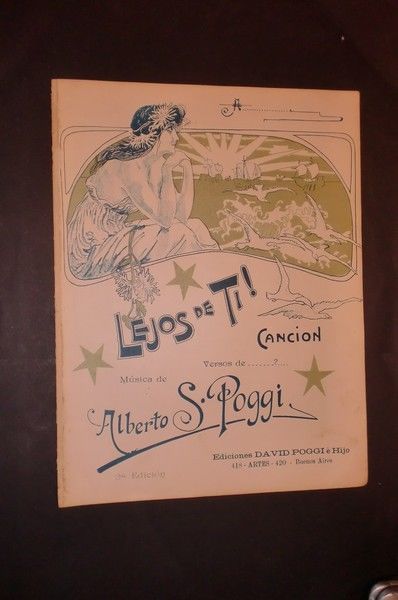 A
LEJOS DE TI!
CANCION
Versos de .......?....
Música de
Alberto S. Poggi
Ediciones DAVID POGGI é Hijo
418 - ARTES - 420 - Buenos Aires
Edición